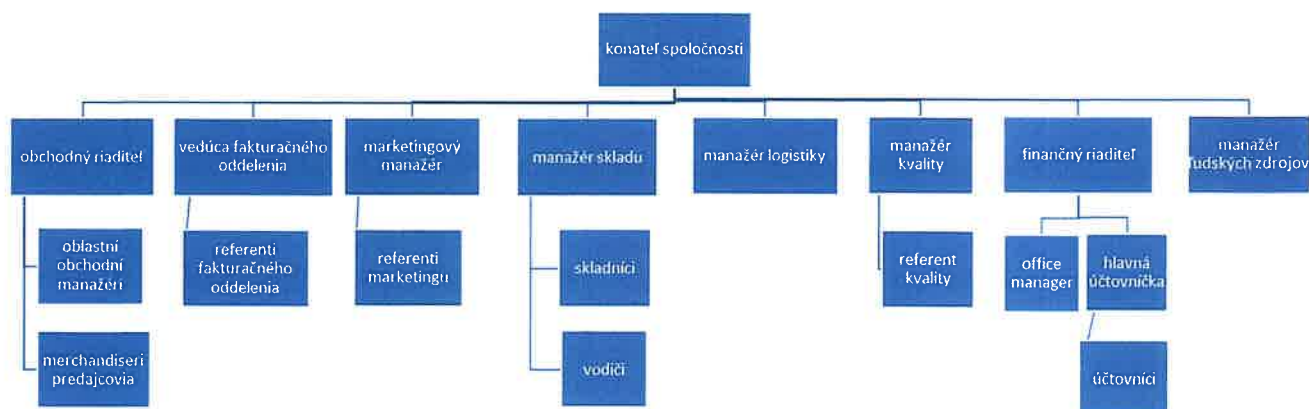 konateľ spoločnosti
obchodný riaditeľ
vedúca fakturačného
oddelenia
marketingový
manažér
manažér skladu
manažér logistiky
manažér
kvality
finančný riaditeľ
manažér
ľudských zdrojov
oblastní
obchodní
manažéri
referenti
fakturačného
oddelenia
referenti
marketingu
skladníci
referent
kvality
office
manager
hlavná
účtovníčka
merchandiseri
predajcovia
vodiči
účtovníci